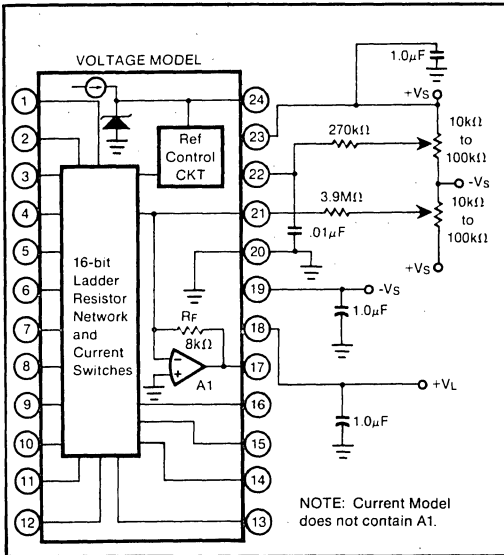 VOLTAGE MODEL
1
2
3
4
5
6
7
8
9
10
11
12
24
23
22
21
20
19
18
17
16
15
14
13
Ref
Control
CKT
16-bit
Ladder
Resistor
Network
and
Current
Switches
RF
8kΩ
−
+
A1
1.0μF
+VS
270kΩ
10kΩ
to
100kΩ
-VS
3.9MΩ
10kΩ
to
100kΩ
.01μF
+VS
-VS
1.0μF
+VL
1.0μF
NOTE: Current Model
does not contain A1.